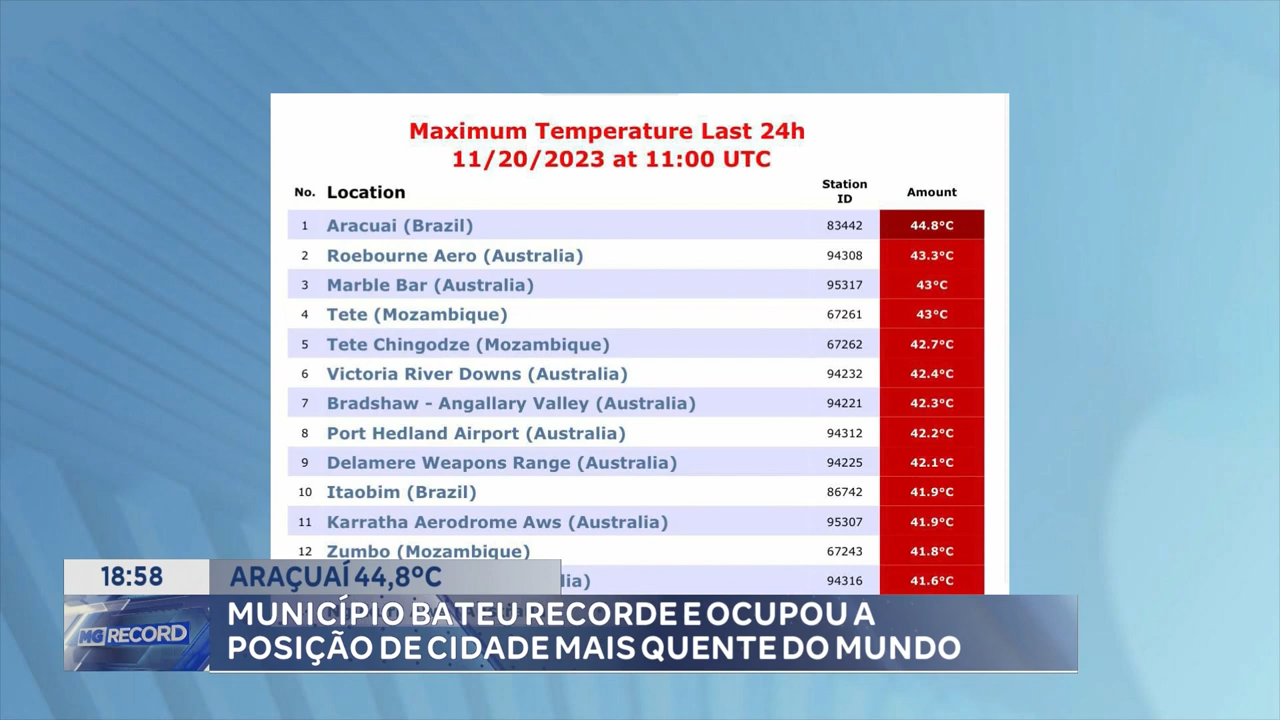 Maximum Temperature Last 24h
11/20/2023 at 11:00 UTC
No. Location Station ID Amount
1 Aracuai (Brazil) 83442 44.8°C
2 Roebourne Aero (Australia) 94308 43.3°C
3 Marble Bar (Australia) 95317 43°C
4 Tete (Mozambique) 67261 43°C
5 Tete Chingodze (Mozambique) 67262 42.7°C
6 Victoria River Downs (Australia) 94232 42.4°C
7 Bradshaw - Angallary Valley (Australia) 94221 42.3°C
8 Port Hedland Airport (Australia) 94312 42.2°C
9 Delamere Weapons Range (Australia) 94225 42.1°C
10 Itaobim (Brazil) 86742 41.9°C
11 Karratha Aerodrome Aws (Australia) 95307 41.9°C
12 Zumbo (Mozambique) 67243 41.8°C
lia) 94316 41.6°C
18:58 ARAÇUAÍ 44,8°C
MG RECORD
MUNICÍPIO BATEU RECORDE E OCUPOU A
POSIÇÃO DE CIDADE MAIS QUENTE DO MUNDO